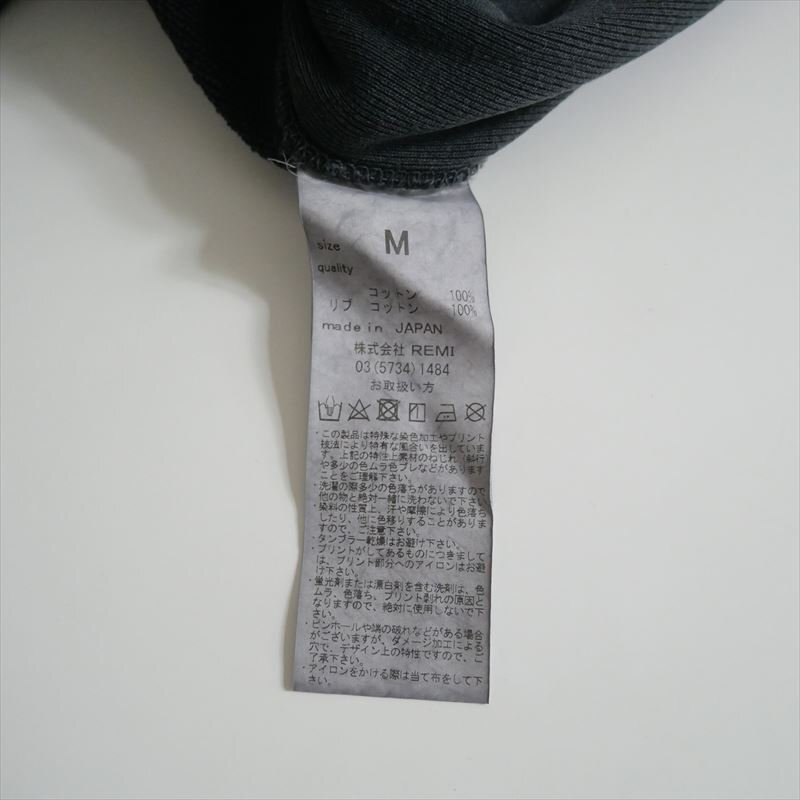 size M
quality
コットン 100%
リブ コットン 100%
made in JAPAN
株式会社 REMI
03(5734)1484
お取扱い方
・この製品は特殊な染色加工やプリント
技法により特有な風合いを出していま
す。上記の特性上素材のねじれ(斜行
や多少の色ムラ色ブレなどがあります
ことをご理解下さい。
・洗濯の際多少の色落ちがありますので
他の物と絶対一緒に洗わないで下さい
・染料の性質上、汗や摩擦により色落ち
したり、他に色移りすることがありま
すので、ご注意下さい。
・タンブラー乾燥はお避け下さい。
・プリントがしてあるものにつきまして
は、プリント部分へのアイロンはお避
け下さい。
・蛍光剤または漂白剤を含む洗剤は、色
ムラ、色落ち、プリント剥れの原因と
なりますので、絶対に使用しないで下
さい。
・ピンホールや端の破れなどがある場合
がございますが、ダメージ加工による
穴で、デザイン上の特性ですので、ご
了承下さい。
・アイロンをかける際は当て布をして下
さい。